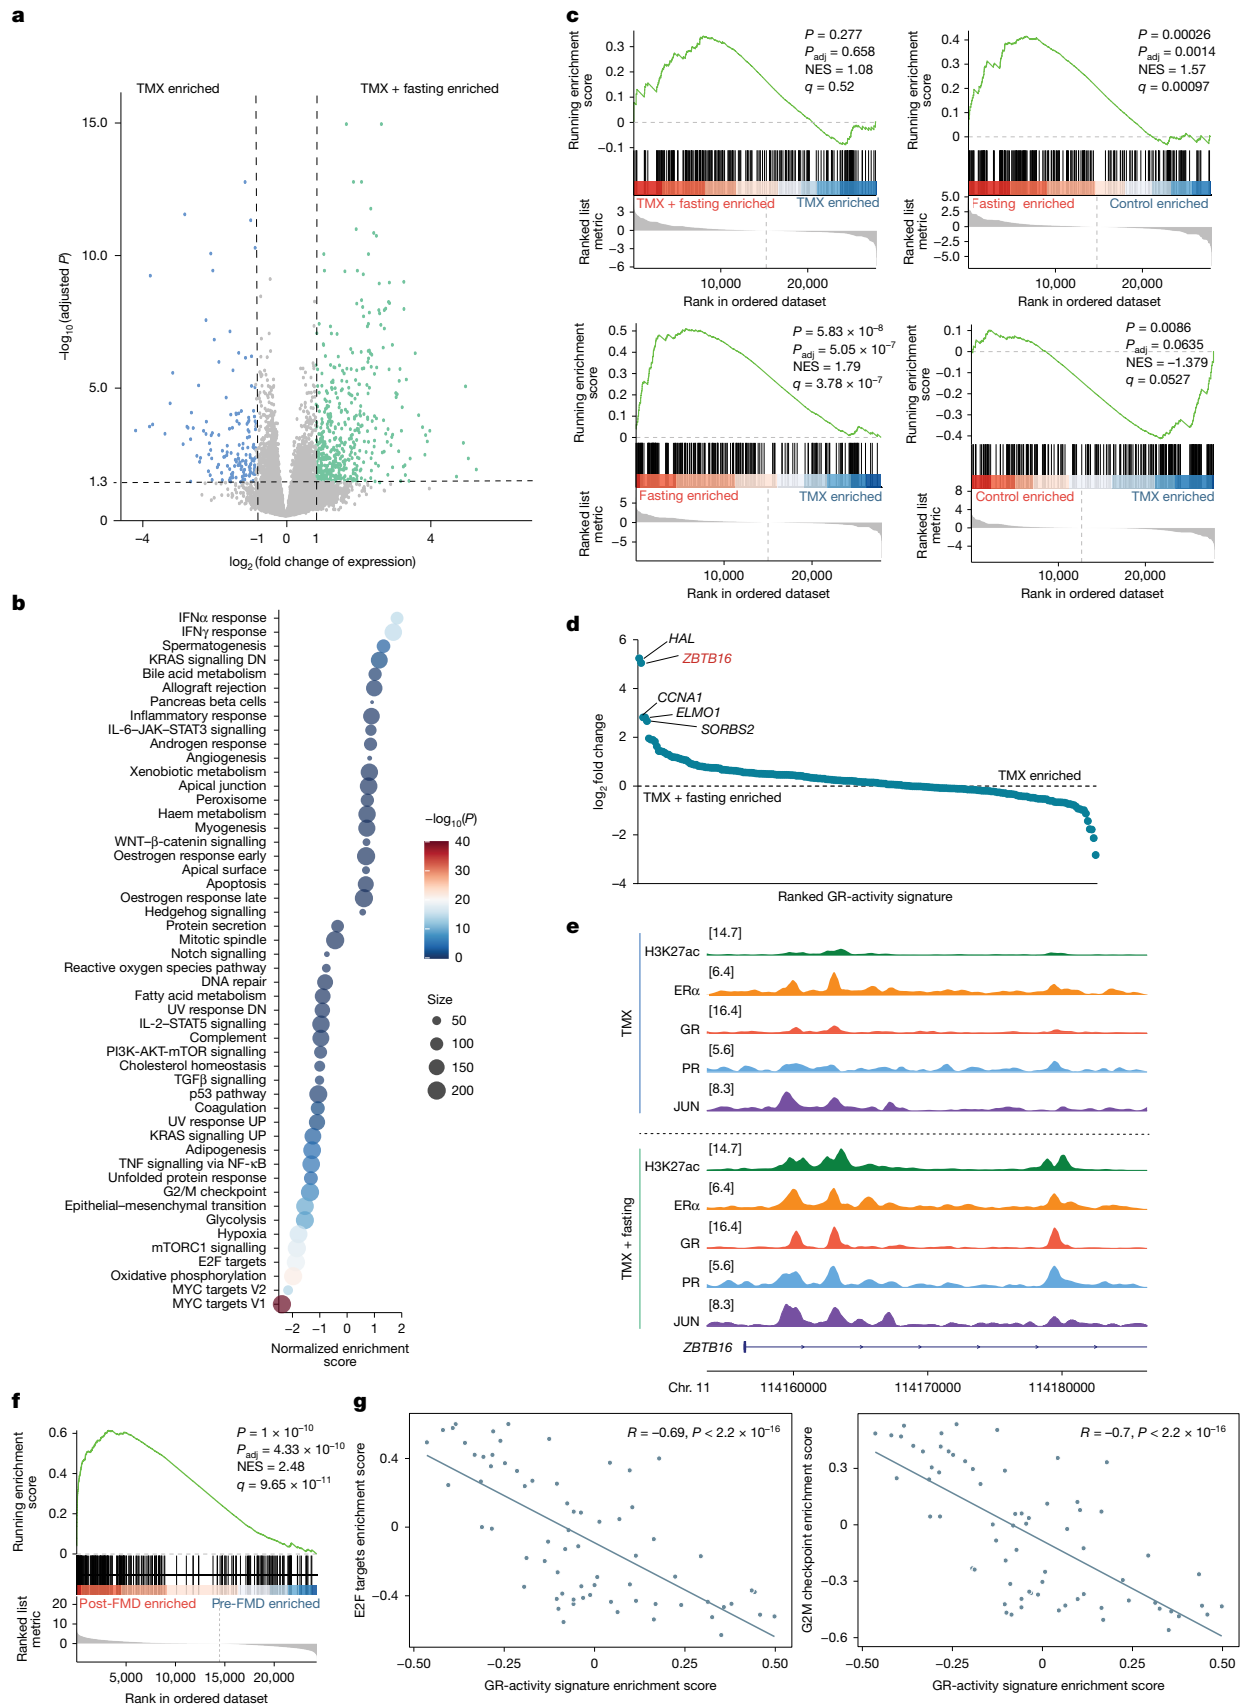 a
TMX enriched
TMX + fasting enriched
15.0
10.0
5.0
1.3
0
−log10(adjusted P)
−4
−1
0
1
4
log2(fold change of expression)
b
IFNα response
IFNγ response
Spermatogenesis
KRAS signalling DN
Bile acid metabolism
Allograft rejection
Pancreas beta cells
Inflammatory response
IL-6–JAK–STAT3 signalling
Androgen response
Angiogenesis
Xenobiotic metabolism
Apical junction
Peroxisome
Haem metabolism
Myogenesis
WNT–β-catenin signalling
Oestrogen response early
Apical surface
Apoptosis
Oestrogen response late
Hedgehog signalling
Protein secretion
Mitotic spindle
Notch signalling
Reactive oxygen species pathway
DNA repair
Fatty acid metabolism
UV response DN
IL-2–STAT5 signalling
Complement
PI3K-AKT-mTOR signalling
Cholesterol homeostasis
TGFβ signalling
p53 pathway
Coagulation
UV response UP
KRAS signalling UP
Adipogenesis
TNF signalling via NF-κB
Unfolded protein response
G2/M checkpoint
Epithelial–mesenchymal transition
Glycolysis
Hypoxia
mTORC1 signalling
E2F targets
Oxidative phosphorylation
MYC targets V2
MYC targets V1
−2
−1
0
1
2
Normalized enrichment
score
−log10(P)
40
30
20
10
0
Size
50
100
150
200
c
Running enrichment
score
0.3
0.2
0.1
0
−0.1
P = 0.277
Padj = 0.658
NES = 1.08
q = 0.52
TMX + fasting enriched
TMX enriched
Ranked list
metric
3
0
−3
−6
10,000
20,000
Rank in ordered dataset
Running enrichment
score
0.4
0.3
0.2
0.1
0
P = 0.00026
Padj = 0.0014
NES = 1.57
q = 0.00097
Fasting enriched
Control enriched
Ranked list
metric
5.0
2.5
0
−2.5
−5.0
10,000
20,000
Rank in ordered dataset
Running enrichment
score
0.5
0.4
0.3
0.2
0.1
0
P = 5.83 × 10−8
Padj = 5.05 × 10−7
NES = 1.79
q = 3.78 × 10−7
Fasting enriched
TMX enriched
Ranked list
metric
5
0
−5
10,000
20,000
Rank in ordered dataset
Running enrichment
score
0.1
0
−0.1
−0.2
−0.3
−0.4
P = 0.0086
Padj = 0.0635
NES = −1.379
q = 0.0527
Control enriched
TMX enriched
Ranked list
metric
8
4
0
−4
10,000
20,000
Rank in ordered dataset
d
log2 fold change
6
4
2
0
−2
−4
HAL
ZBTB16
CCNA1
ELMO1
SORBS2
TMX enriched
TMX + fasting enriched
Ranked GR-activity signature
e
TMX
[14.7]
H3K27ac
[6.4]
ERα
[16.4]
GR
[5.6]
PR
[8.3]
JUN
TMX + fasting
[14.7]
H3K27ac
[6.4]
ERα
[16.4]
GR
[5.6]
PR
[8.3]
JUN
ZBTB16
Chr. 11
114160000
114170000
114180000
f
Running enrichment
score
0.6
0.4
0.2
0
P = 1 × 10−10
Padj = 4.33 × 10−10
NES = 2.48
q = 9.65 × 10−11
Post-FMD enriched
Pre-FMD enriched
Ranked list
metric
20
10
0
5,000
10,000
15,000
20,000
Rank in ordered dataset
g
E2F targets enrichment score
0.4
0
−0.4
R = −0.69, P < 2.2 × 10−16
−0.50
−0.25
0
0.25
0.50
GR-activity signature enrichment score
G2M checkpoint enrichment score
0.3
0
−0.3
−0.6
R = −0.7, P < 2.2 × 10−16
−0.50
−0.25
0
0.25
0.50
GR-activity signature enrichment score